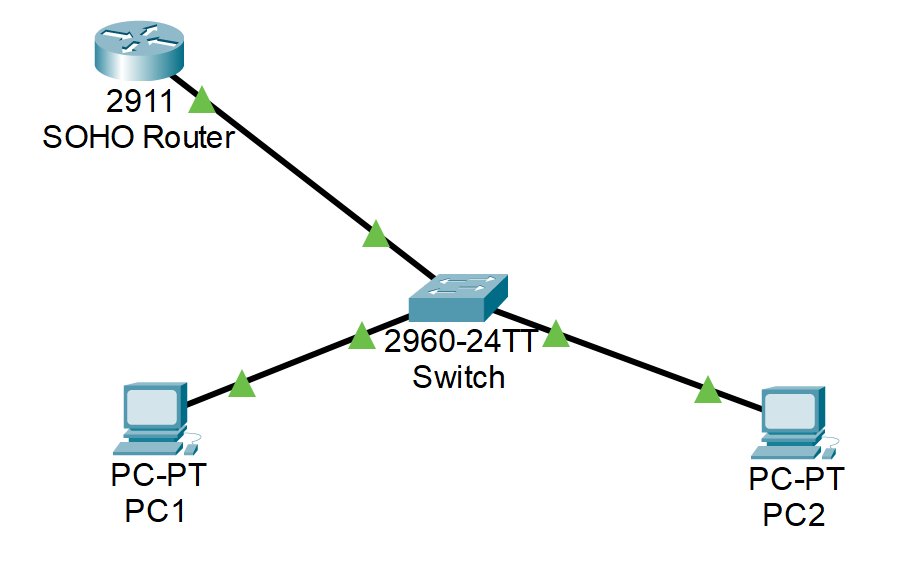 2911
SOHO Router
2960-24TT
Switch
PC-PT
PC1
PC-PT
PC2